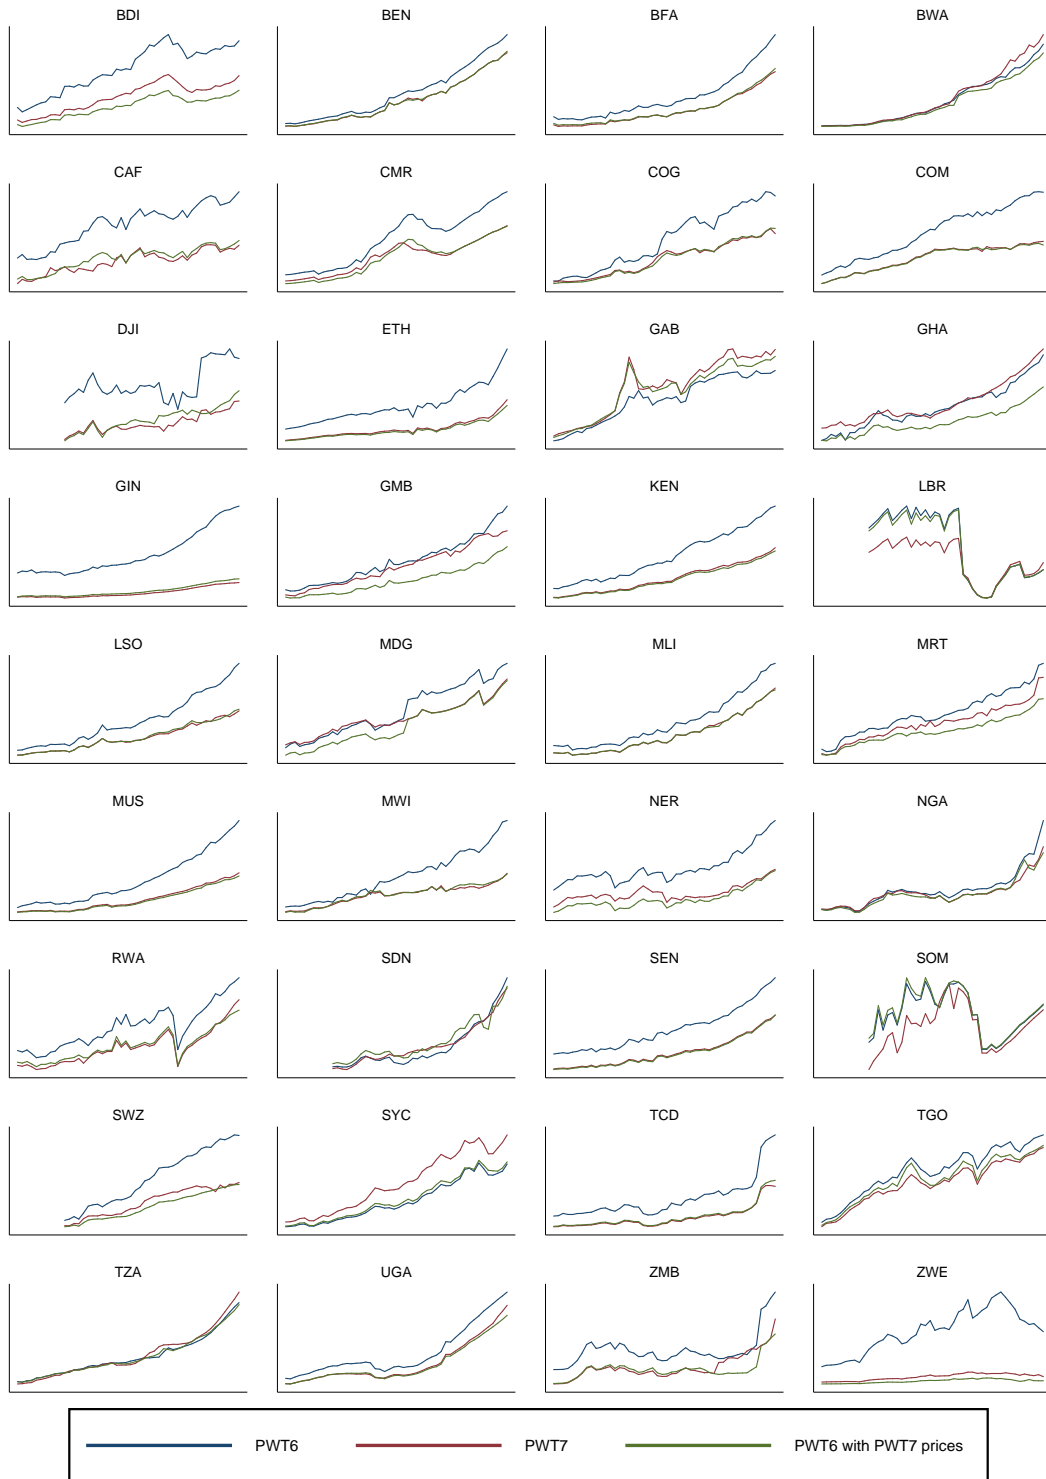 BDI BEN BFA BWA
CAF CMR COG COM
DJI ETH GAB GHA
GIN GMB KEN LBR
LSO MDG MLI MRT
MUS MWI NER NGA
RWA SDN SEN SOM
SWZ SYC TCD TGO
TZA UGA ZMB ZWE
PWT6 PWT7 PWT6 with PWT7 prices